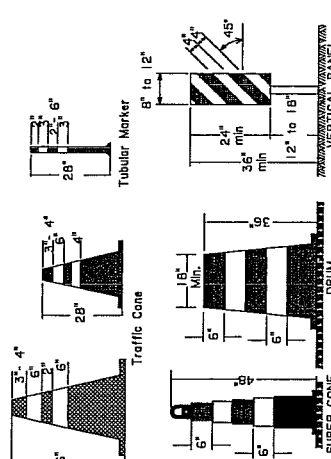 3"- 4"
6"
2"
6"
Traffic Cone
3"- 4"
6"
4"
28"
2"
3"
6"
2"-
3"
28"
Tubular Marker
48"
6"
6"
SUPER CONE
18"
Min.
36"
6"
6"
DRUM
8" to 12"
4"
4"
45°
24"
min
36"
min
12" to 18"
VERTICAL PANEL